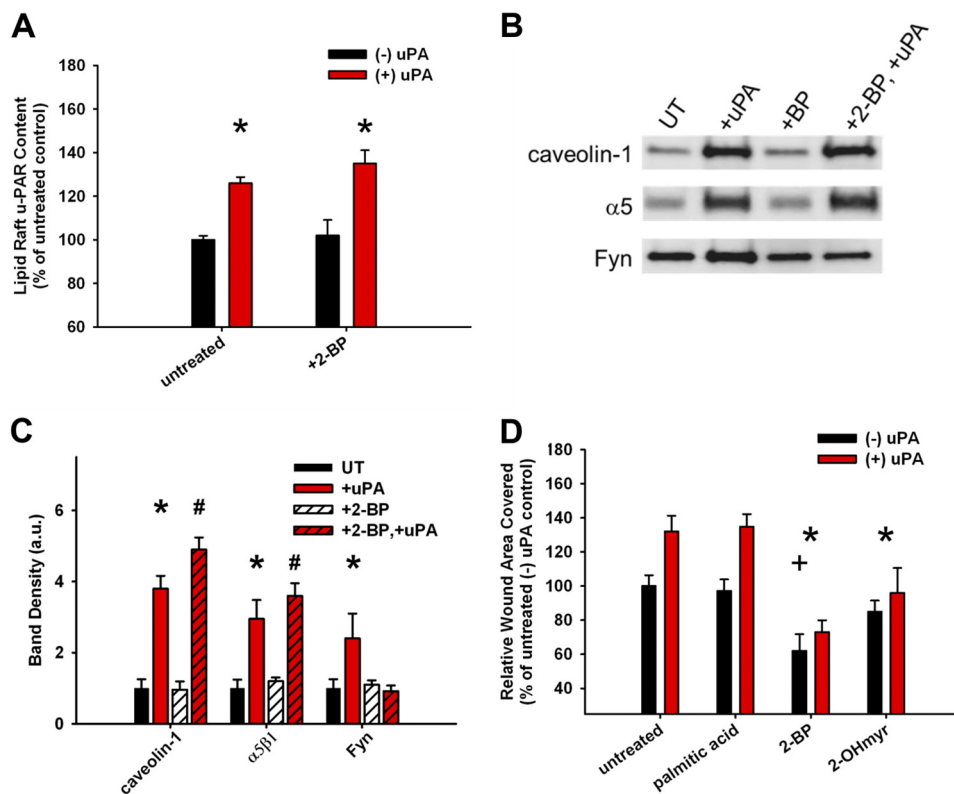 A
(-) uPA
(+) uPA
Lipid Raft u-PAR Content
(% of untreated control)
180
160
140
120
100
80
60
*
*
untreated
+2-BP
B
UT
+uPA
+BP
+2-BP, +uPA
caveolin-1
α5
Fyn
C
UT
+uPA
+2-BP
+2-BP,+uPA
Band Density (a.u.)
6
4
2
0
*
#
*
#
*
caveolin-1
α5β1
Fyn
D
(-) uPA
(+) uPA
Relative Wound Area Covered
(% of untreated (-) uPA control)
180
160
140
120
100
80
60
40
+
*
*
untreated
palmitic acid
2-BP
2-OHmyr